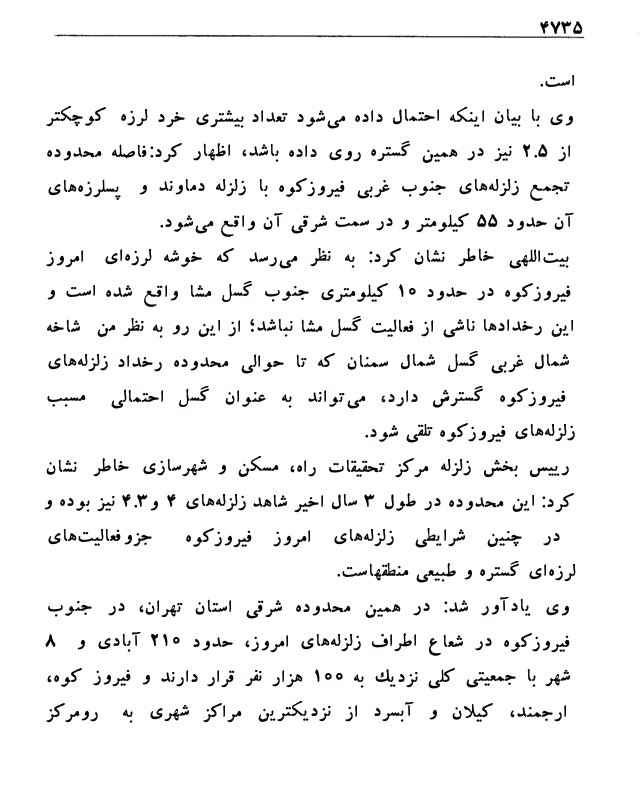 ۴۷۳۵
است.
وی با بیان اینکه احتمال داده می‌شود تعداد بیشتری خرد لرزه کوچکتر
از ۲.۵ نیز در همین گستره روی داده باشد، اظهار کرد:فاصله محدوده
تجمع زلزله‌های جنوب غربی فیروزکوه با زلزله دماوند و پسلرزه‌های
آن حدود ۵۵ کیلومتر و در سمت شرقی آن واقع می‌شود.
بیت‌اللهی خاطر نشان کرد: به نظر می‌رسد که خوشه لرزه‌ای امروز
فیروزکوه در حدود ۱۰ کیلومتری جنوب گسل مشا واقع شده است و
این رخدادها ناشی از فعالیت گسل مشا نباشد؛ از این رو به نظر من شاخه
شمال غربی گسل شمال سمنان که تا حوالی محدوده رخداد زلزله‌های
فیروزکوه گسترش دارد، می‌تواند به عنوان گسل احتمالی مسبب
زلزله‌های فیروزکوه تلقی شود.
رییس بخش زلزله مرکز تحقیقات راه، مسکن و شهرسازی خاطر نشان
کرد: این محدوده در طول ۳ سال اخیر شاهد زلزله‌های ۴ و۴.۳ نیز بوده و
در چنین شرایطی زلزله‌های امروز فیروزکوه جزوفعالیت‌های
لرزه‌ای گستره و طبیعی منطقهاست.
وی یادآور شد: در همین محدوده شرقی استان تهران، در جنوب
فیروزکوه در شعاع اطراف زلزله‌های امروز، حدود ۲۱۰ آبادی و ۸
شهر با جمعیتی کلی نزدیك به ۱۰۰ هزار نفر قرار دارند و فیروز کوه،
ارجمند، کیلان و آبسرد از نزدیکترین مراکز شهری به رومرکز